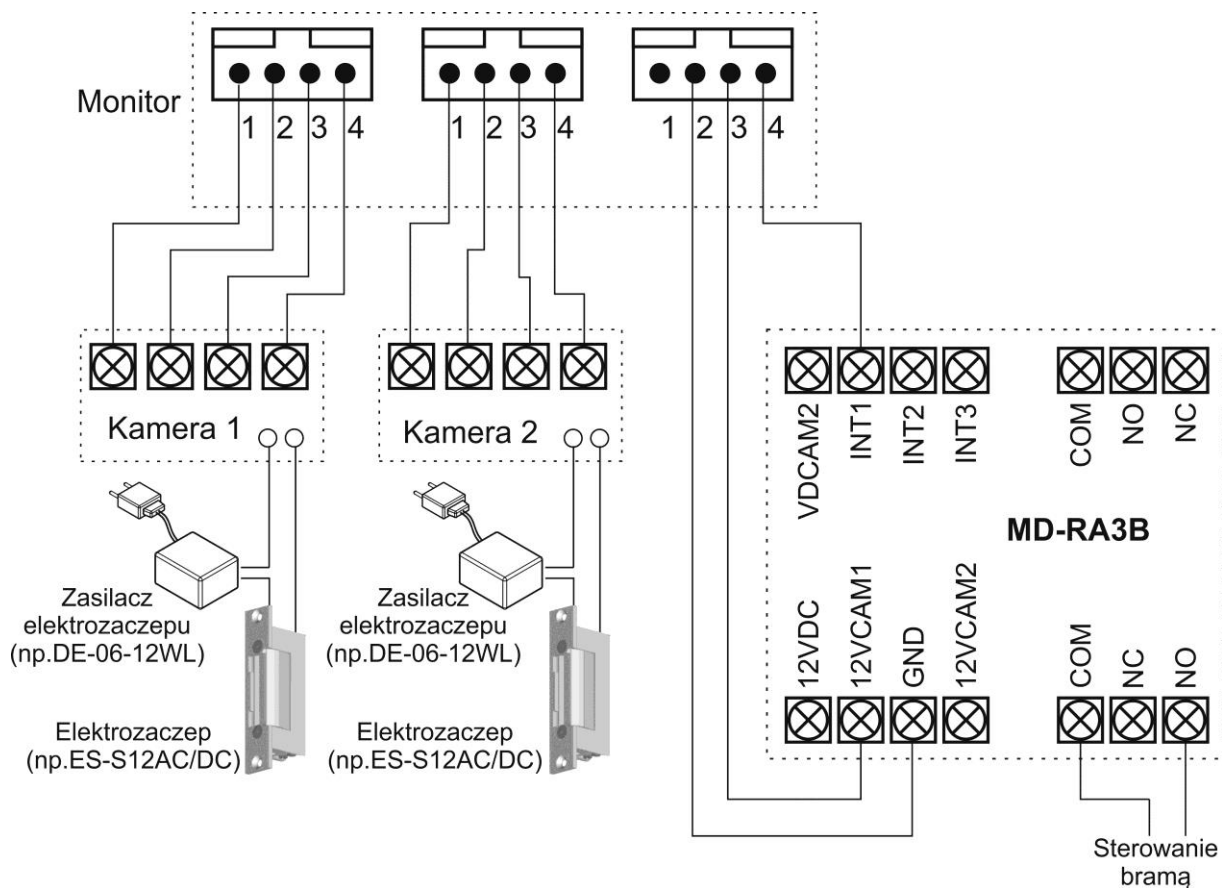 Monitor
1 2 3 4
1 2 3 4
1 2 3 4
Kamera 1
Kamera 2
VDCAM2
INT1
INT2
INT3
COM
NO
NC
MD-RA3B
12VDC
12VCAM1
GND
12VCAM2
COM
NC
NO
Zasilacz
elektrozaczepu
(np.DE-06-12WL)
Zasilacz
elektrozaczepu
(np.DE-06-12WL)
Elektrozaczep
(np.ES-S12AC/DC)
Elektrozaczep
(np.ES-S12AC/DC)
Sterowanie
bramą